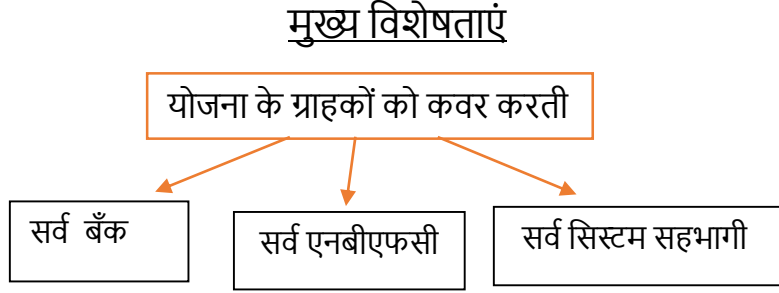 मुख्य विशेषताएं
योजना के ग्राहकों को कवर करती
सर्व बँक
सर्व एनबीएफसी
सर्व सिस्टम सहभागी